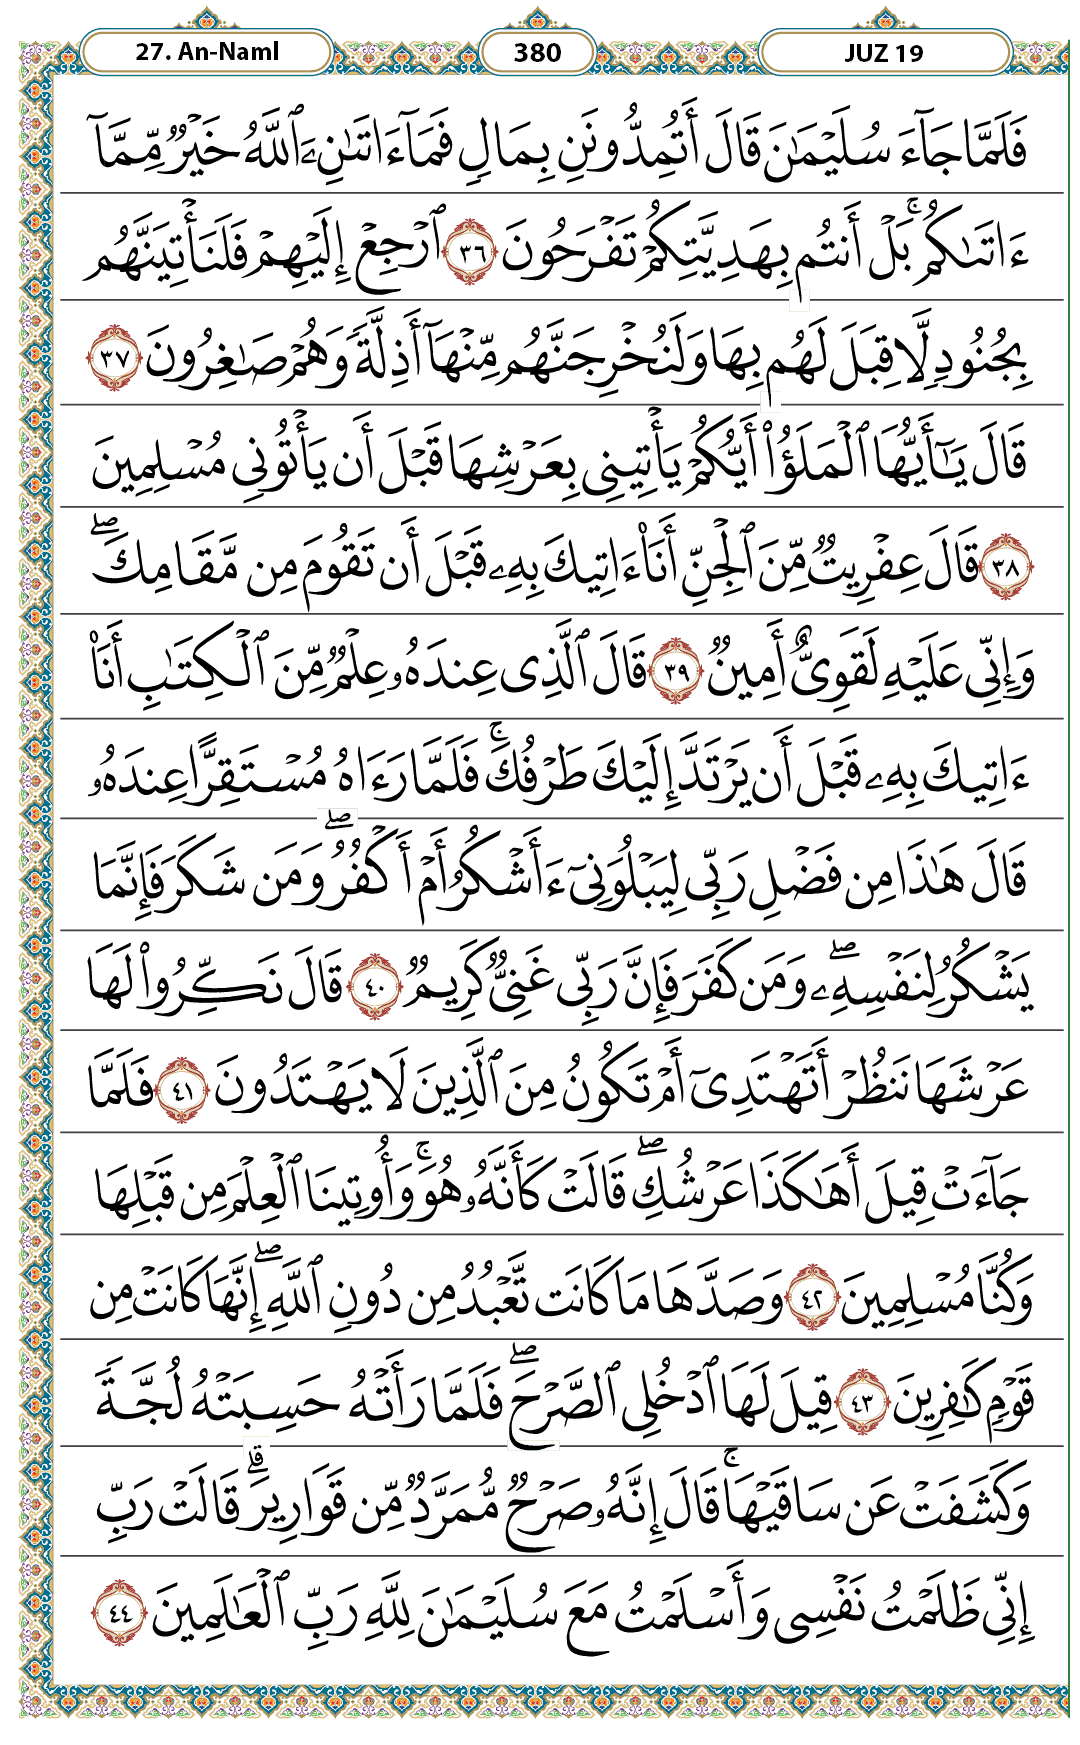 27. An-Naml 380 JUZ 19
فَلَمَّا جَآءَ سُلَيْمَٰنَ قَالَ أَتُمِدُّونَنِ بِمَالٍ فَمَآ ءَاتَىٰنِۦَ ٱللَّهُ خَيْرٌ مِّمَّآ
ءَاتَىٰكُم ۚ بَلْ أَنتُم بِهَدِيَّتِكُمْ تَفْرَحُونَ ٣٦ ٱرْجِعْ إِلَيْهِمْ فَلَنَأْتِيَنَّهُم
بِجُنُودٍ لَّا قِبَلَ لَهُم بِهَا وَلَنُخْرِجَنَّهُم مِّنْهَآ أَذِلَّةً وَهُمْ صَٰغِرُونَ ٣٧
قَالَ يَٰٓأَيُّهَا ٱلْمَلَؤُا۟ أَيُّكُمْ يَأْتِينِى بِعَرْشِهَا قَبْلَ أَن يَأْتُونِى مُسْلِمِينَ
٣٨ قَالَ عِفْرِيتٌ مِّنَ ٱلْجِنِّ أَنَا۠ ءَاتِيكَ بِهِۦ قَبْلَ أَن تَقُومَ مِن مَّقَامِكَ ۖ
وَإِنِّى عَلَيْهِ لَقَوِىٌّ أَمِينٌ ٣٩ قَالَ ٱلَّذِى عِندَهُۥ عِلْمٌ مِّنَ ٱلْكِتَٰبِ أَنَا۠
ءَاتِيكَ بِهِۦ قَبْلَ أَن يَرْتَدَّ إِلَيْكَ طَرْفُكَ ۚ فَلَمَّا رَءَاهُ مُسْتَقِرًّا عِندَهُۥ
قَالَ هَٰذَا مِن فَضْلِ رَبِّى لِيَبْلُوَنِىٓ ءَأَشْكُرُ أَمْ أَكْفُرُ ۖ وَمَن شَكَرَ فَإِنَّمَا
يَشْكُرُ لِنَفْسِهِۦ ۖ وَمَن كَفَرَ فَإِنَّ رَبِّى غَنِىٌّ كَرِيمٌ ٤٠ قَالَ نَكِّرُوا۟ لَهَا
عَرْشَهَا نَنظُرْ أَتَهْتَدِىٓ أَمْ تَكُونُ مِنَ ٱلَّذِينَ لَا يَهْتَدُونَ ٤١ فَلَمَّا
جَآءَتْ قِيلَ أَهَٰكَذَا عَرْشُكِ ۖ قَالَتْ كَأَنَّهُۥ هُوَ ۚ وَأُوتِينَا ٱلْعِلْمَ مِن قَبْلِهَا
وَكُنَّا مُسْلِمِينَ ٤٢ وَصَدَّهَا مَا كَانَت تَّعْبُدُ مِن دُونِ ٱللَّهِ ۖ إِنَّهَا كَانَتْ مِن
قَوْمٍ كَٰفِرِينَ ٤٣ قِيلَ لَهَا ٱدْخُلِى ٱلصَّرْحَ ۖ فَلَمَّا رَأَتْهُ حَسِبَتْهُ لُجَّةً
وَكَشَفَتْ عَن سَاقَيْهَا ۚ قَالَ إِنَّهُۥ صَرْحٌ مُّمَرَّدٌ مِّن قَوَارِيرَ ۗ قَالَتْ رَبِّ
إِنِّى ظَلَمْتُ نَفْسِى وَأَسْلَمْتُ مَعَ سُلَيْمَٰنَ لِلَّهِ رَبِّ ٱلْعَٰلَمِينَ ٤٤